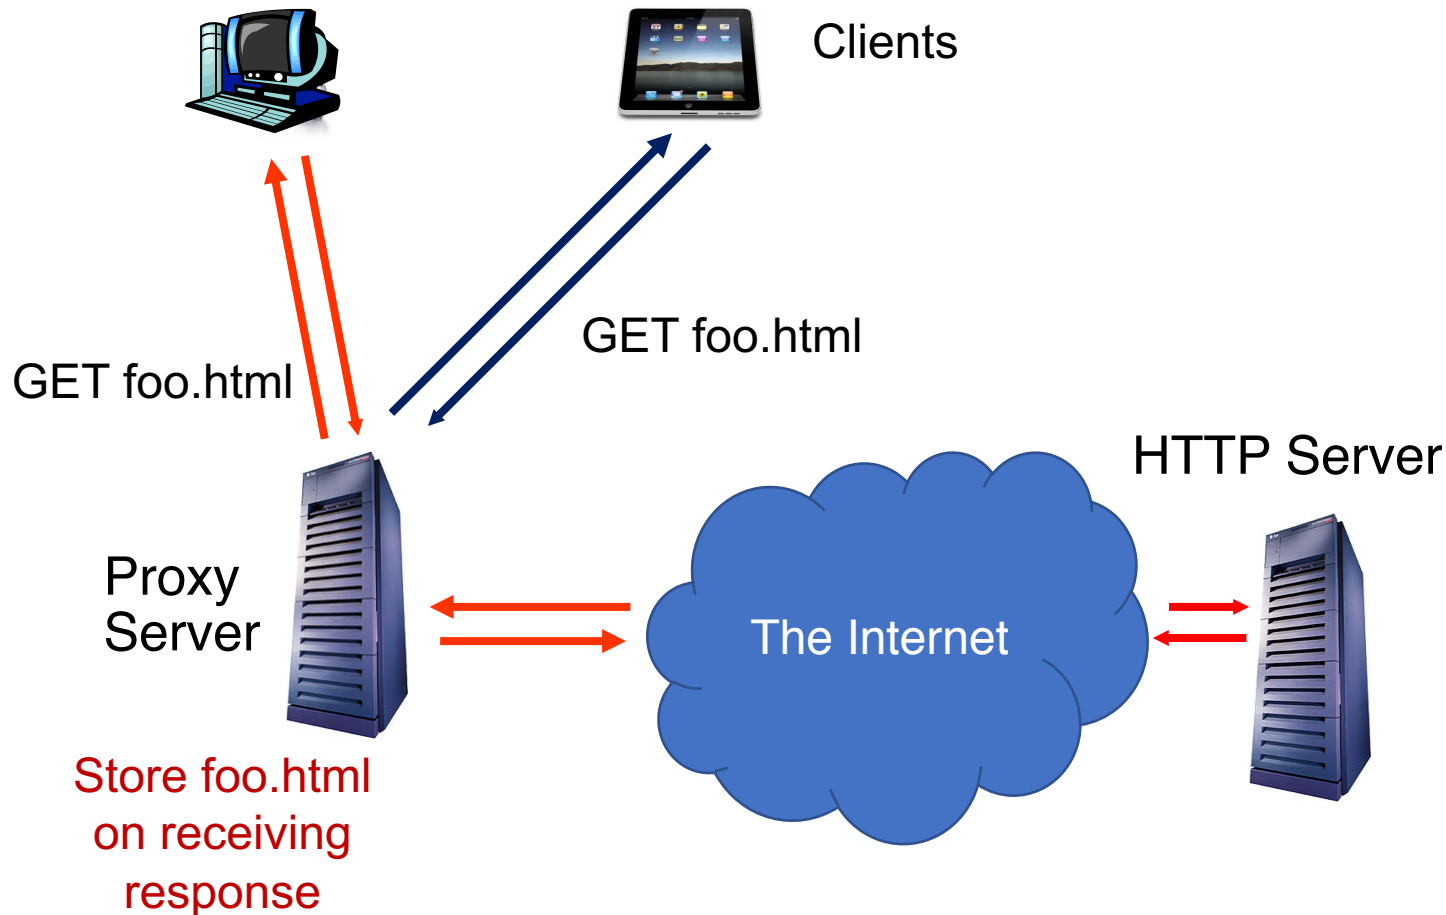 Clients
GET foo.html
GET foo.html
HTTP Server
Proxy
Server
The Internet
Store foo.html
on receiving
response